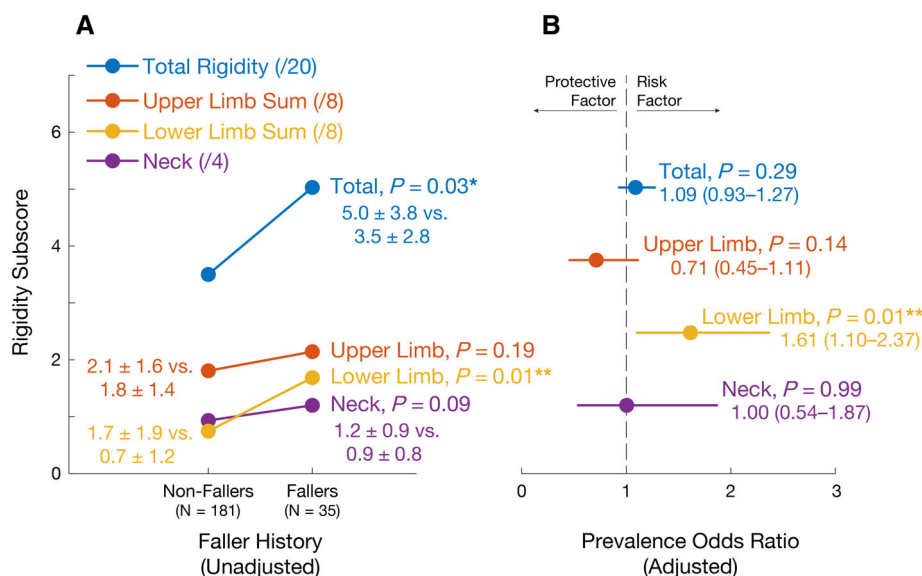 A
Total Rigidity (/20)
Upper Limb Sum (/8)
Lower Limb Sum (/8)
Neck (/4)
Rigidity Subscore
6
4
2
0
Total, P = 0.03*
5.0 ± 3.8 vs.
3.5 ± 2.8
2.1 ± 1.6 vs.
1.8 ± 1.4
Upper Limb, P = 0.19
Lower Limb, P = 0.01**
1.7 ± 1.9 vs.
0.7 ± 1.2
Neck, P = 0.09
1.2 ± 0.9 vs.
0.9 ± 0.8
Non-Fallers
(N = 181)
Fallers
(N = 35)
Faller History
(Unadjusted)
B
Protective
Factor
Risk
Factor
Total, P = 0.29
1.09 (0.93–1.27)
Upper Limb, P = 0.14
0.71 (0.45–1.11)
Lower Limb, P = 0.01**
1.61 (1.10–2.37)
Neck, P = 0.99
1.00 (0.54–1.87)
0
1
2
3
Prevalence Odds Ratio
(Adjusted)